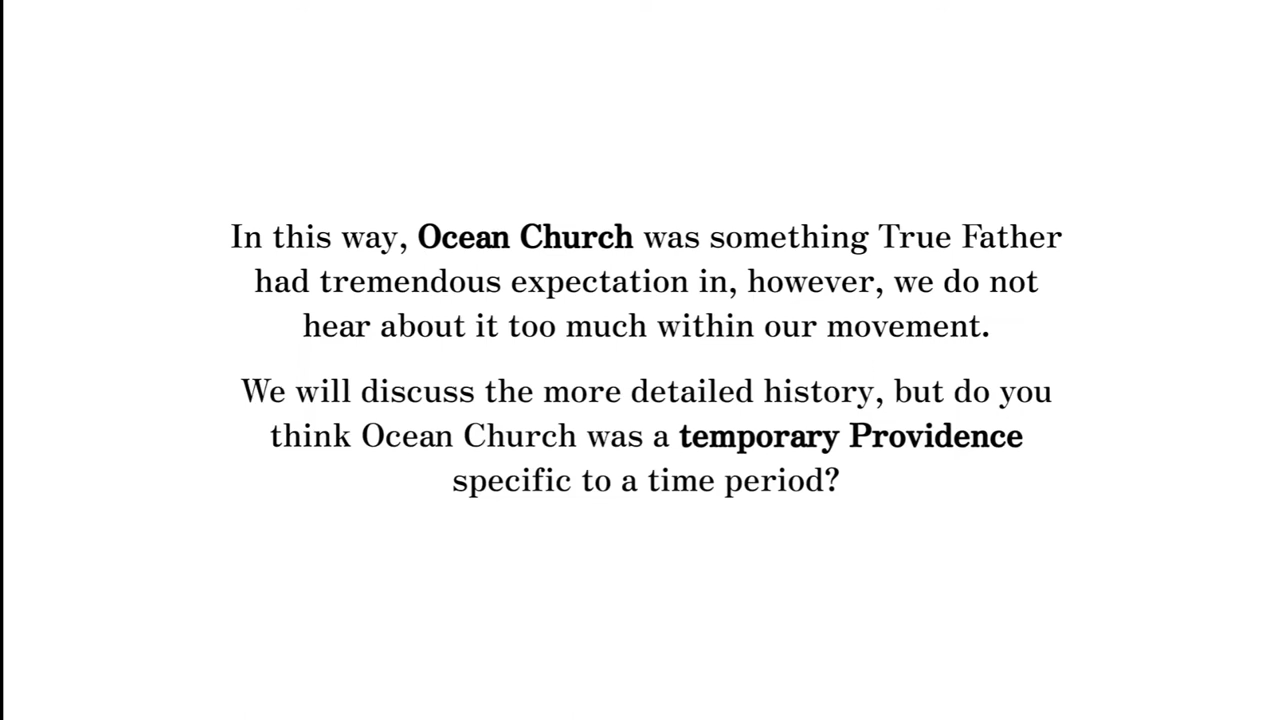 In this way, Ocean Church was something True Father
had tremendous expectation in, however, we do not
hear about it too much within our movement.
We will discuss the more detailed history, but do you
think Ocean Church was a temporary Providence
specific to a time period?